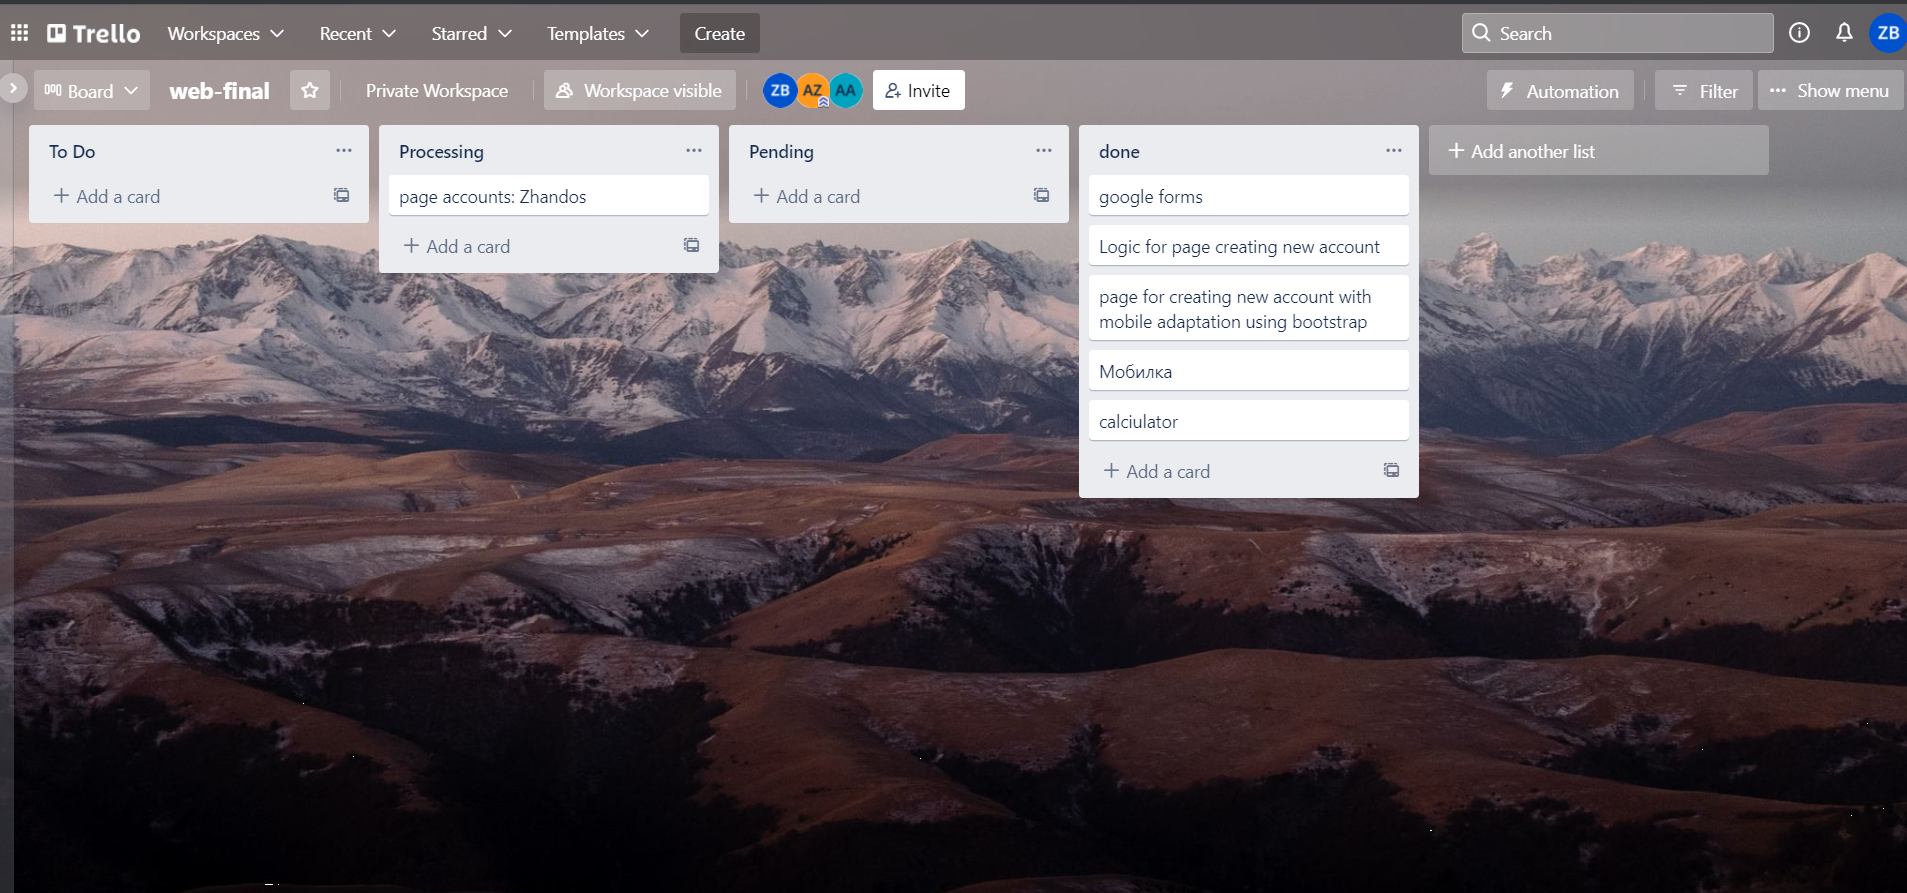 Trello
Workspaces
Recent
Starred
Templates
Create
Search
ZB
Board
web-final
Private Workspace
Workspace visible
ZB
AZ
AA
Invite
Automation
Filter
Show menu
To Do
Add a card
Processing
page accounts: Zhandos
Add a card
Pending
Add a card
done
google forms
Logic for page creating new account
page for creating new account with
mobile adaptation using bootstrap
Мобилка
calciulator
Add a card
Add another list